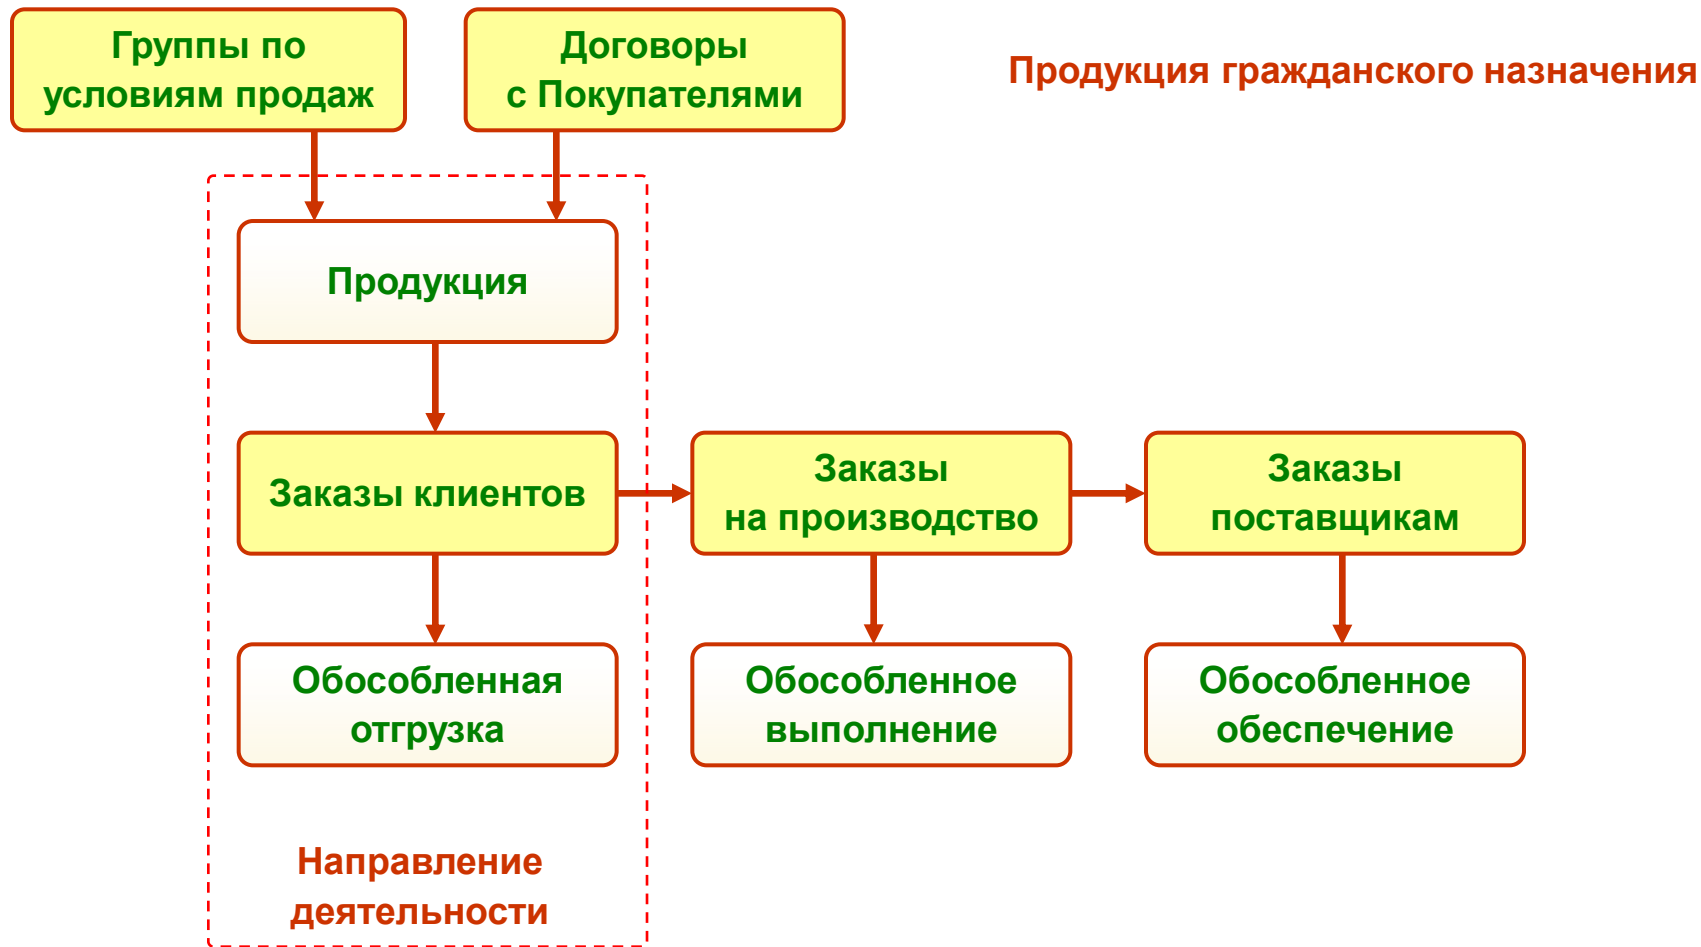 Группы по
условиям продаж
Договоры
с Покупателями
Продукция гражданского назначения
Продукция
Заказы клиентов
Заказы
на производство
Заказы
поставщикам
Обособленная
отгрузка
Обособленное
выполнение
Обособленное
обеспечение
Направление
деятельности